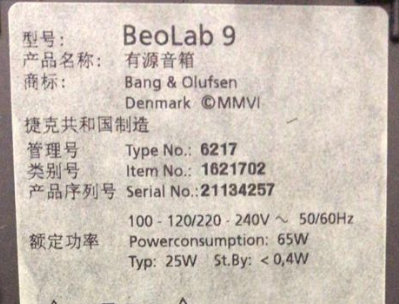 型号: BeoLab 9
产品名称: 有源音箱
商标: Bang & Olufsen
Denmark ©MMVI
捷克共和国制造
管理号 Type No.: 6217
类别号 Item No.: 1621702
产品序列号 Serial No.:21134257
100 - 120/220 - 240V ~ 50/60Hz
额定功率 Powerconsumption: 65W
Typ: 25W St.By: < 0,4W